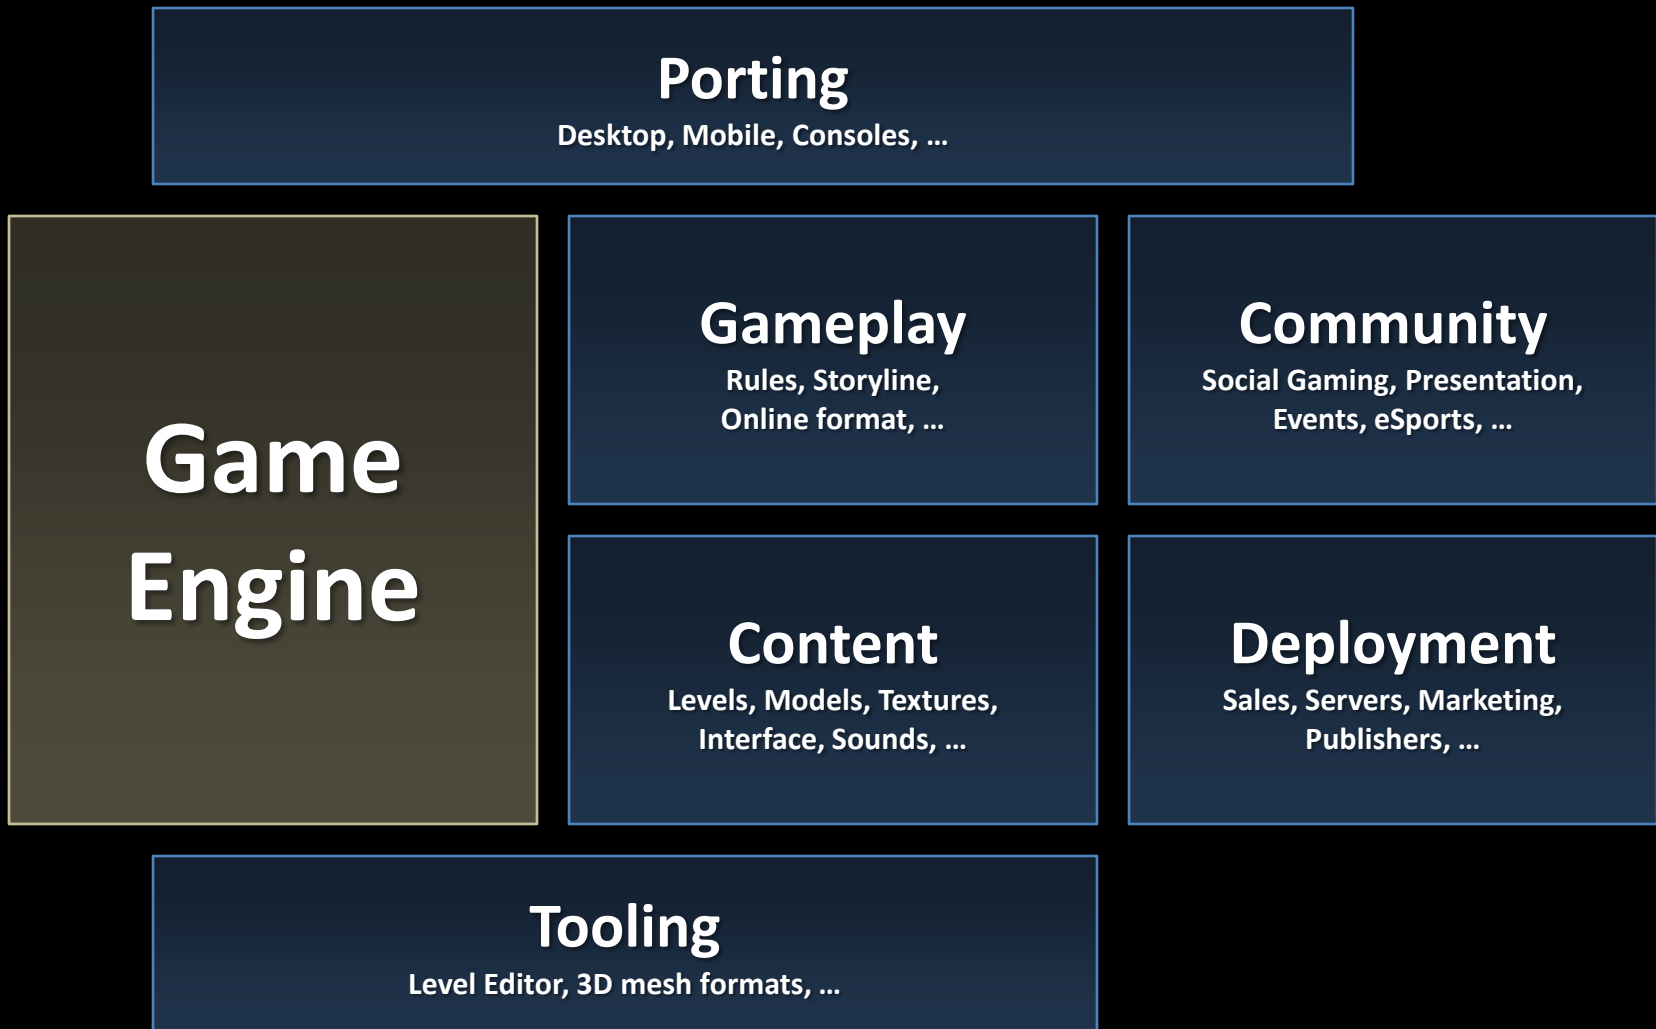 Porting
Desktop, Mobile, Consoles, ...
Game
Engine
Gameplay
Rules, Storyline,
Online format, ...
Community
Social Gaming, Presentation,
Events, eSports, ...
Content
Levels, Models, Textures,
Interface, Sounds, ...
Deployment
Sales, Servers, Marketing,
Publishers, ...
Tooling
Level Editor, 3D mesh formats, ...